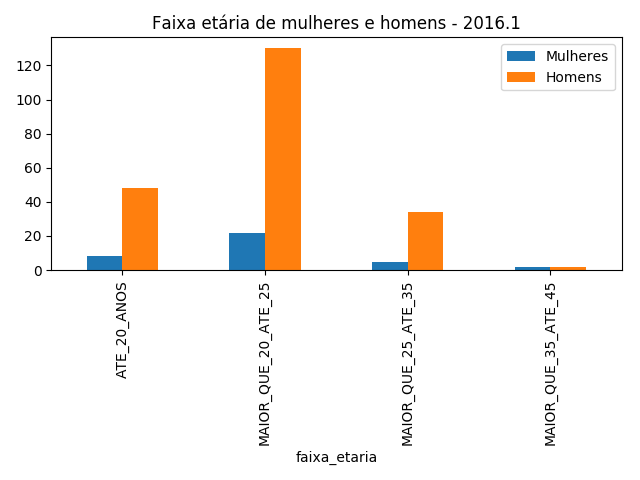 Faixa etária de mulheres e homens - 2016.1
Mulheres
Homens
120
100
80
60
40
20
0
ATE_20_ANOS
MAIOR_QUE_20_ATE_25
MAIOR_QUE_25_ATE_35
MAIOR_QUE_35_ATE_45
faixa_etaria